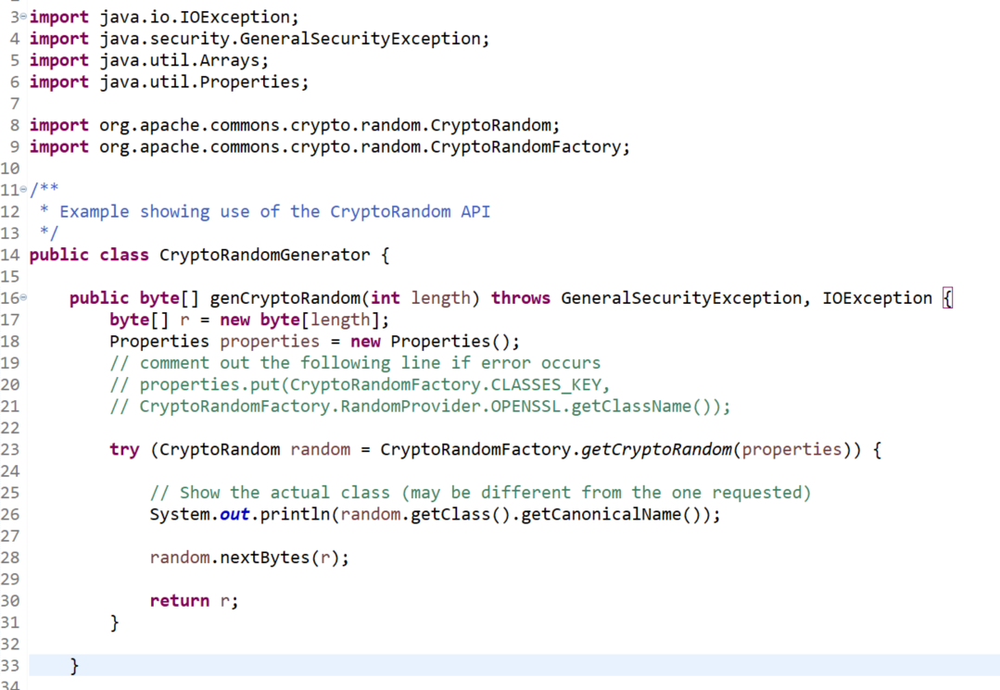 3 import java.io.IOException;
4 import java.security.GeneralSecurityException;
5 import java.util.Arrays;
6 import java.util.Properties;
7
8 import org.apache.commons.crypto.random.CryptoRandom;
9 import org.apache.commons.crypto.random.CryptoRandomFactory;
10
11 /**
12  * Example showing use of the CryptoRandom API
13  */
14 public class CryptoRandomGenerator {
15
16     public byte[] genCryptoRandom(int length) throws GeneralSecurityException, IOException {
17         byte[] r = new byte[length];
18         Properties properties = new Properties();
19         // comment out the following line if error occurs
20         // properties.put(CryptoRandomFactory.CLASSES_KEY,
21         // CryptoRandomFactory.RandomProvider.OPENSSL.getClassName());
22
23         try (CryptoRandom random = CryptoRandomFactory.getCryptoRandom(properties)) {
24
25             // Show the actual class (may be different from the one requested)
26             System.out.println(random.getClass().getCanonicalName());
27
28             random.nextBytes(r);
29
30             return r;
31         }
32
33     }
34